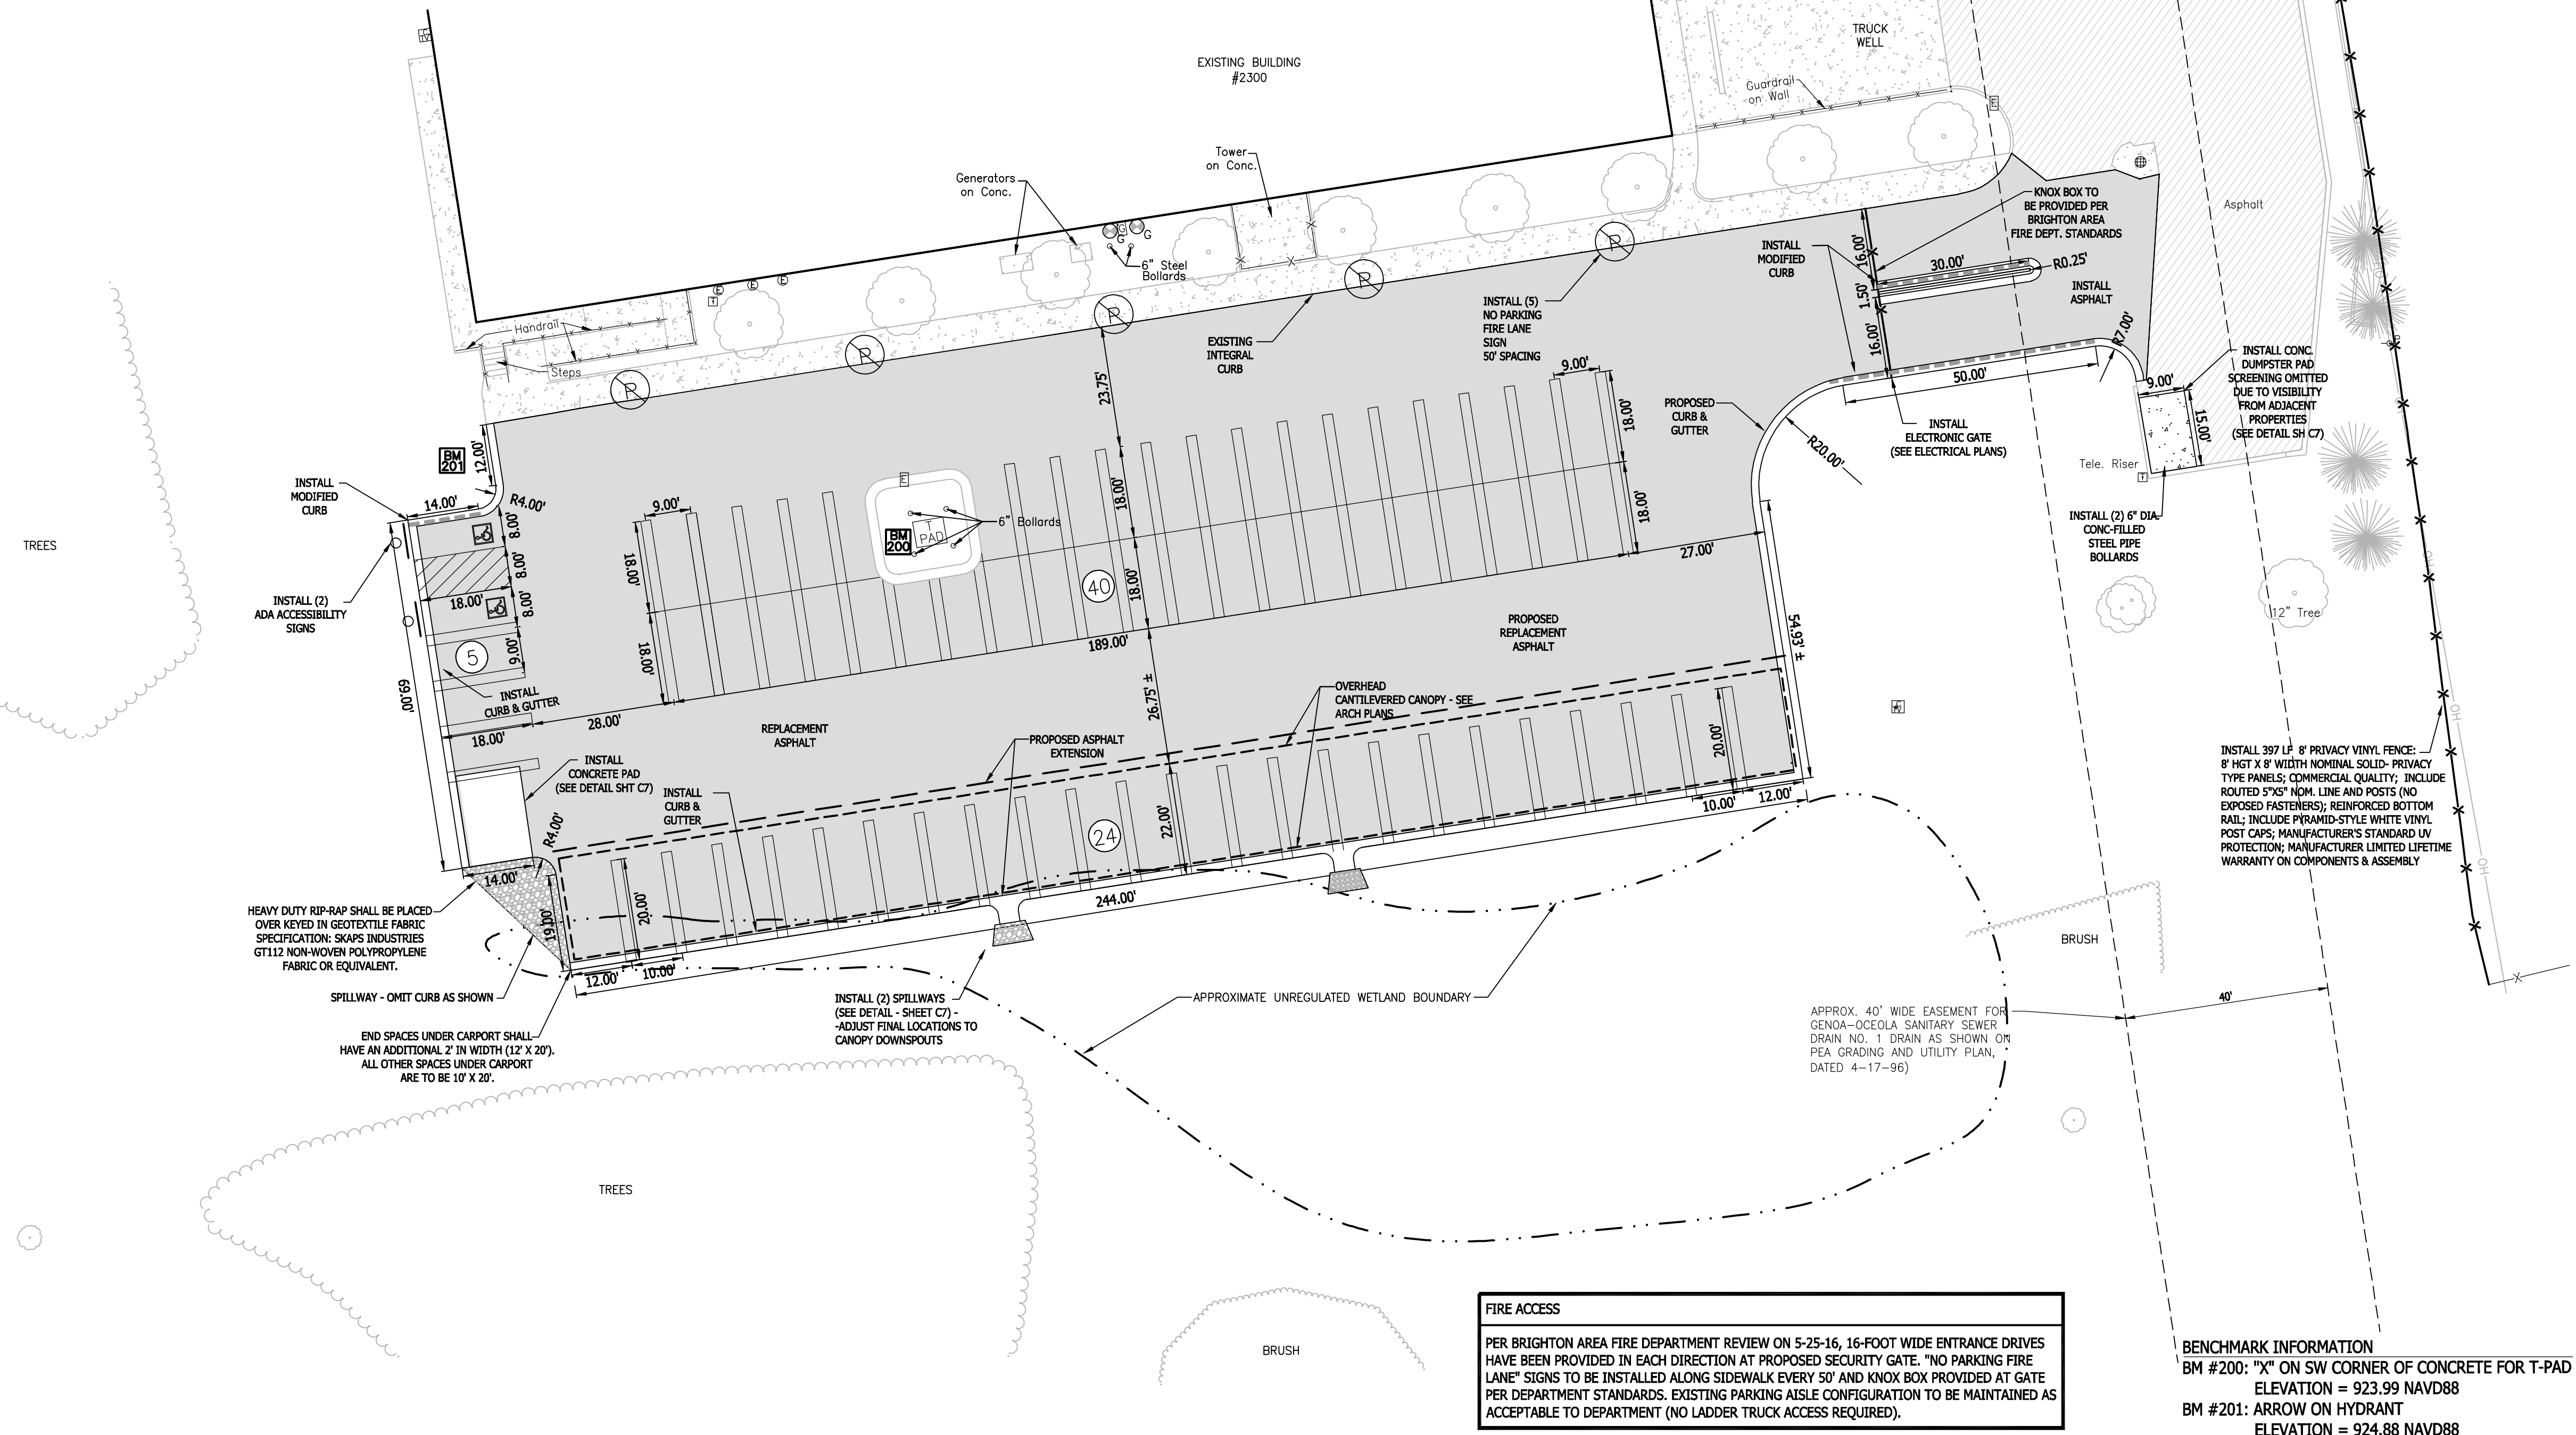 EXISTING BUILDING
#2300
TRUCK
WELL
Guardrail
on Wall
Tower
on Conc.
Generators
on Conc.
G
G
G
6" Steel
Bollards
E
E
E
T
E
Handrail
Steps
P
P
P
P
P
KNOX BOX TO
BE PROVIDED PER
BRIGHTON AREA
FIRE DEPT. STANDARDS
Asphalt
INSTALL
MODIFIED
CURB
16.00'
30.00'
R0.25'
1.50'
16.00'
INSTALL
ASPHALT
R7.00'
INSTALL (5)
NO PARKING
FIRE LANE
SIGN
50' SPACING
EXISTING
INTEGRAL
CURB
23.75'
9.00'
18.00'
18.00'
PROPOSED
CURB &
GUTTER
50.00'
R20.00'
INSTALL
ELECTRONIC GATE
(SEE ELECTRICAL PLANS)
INSTALL CONC.
DUMPSTER PAD
SCREENING OMITTED
DUE TO VISIBILITY
FROM ADJACENT
PROPERTIES
(SEE DETAIL SH C7)
9.00'
15.00'
Tele. Riser
T
INSTALL (2) 6" DIA.
CONC-FILLED
STEEL PIPE
BOLLARDS
12" Tree
BM
201
12.00'
INSTALL
MODIFIED
CURB
14.00'
R4.00'
8.00'
8.00'
8.00'
18.00'
9.00'
5
TREES
INSTALL (2)
ADA ACCESSIBILITY
SIGNS
69.00'
INSTALL
CURB & GUTTER
18.00'
28.00'
9.00'
18.00'
18.00'
E
BM
200
T
PAD
6" Bollards
40
18.00'
18.00'
189.00'
27.00'
54.93' ±
PROPOSED
REPLACEMENT
ASPHALT
REPLACEMENT
ASPHALT
26.75' ±
OVERHEAD
CANTILEVERED CANOPY - SEE
ARCH PLANS
PROPOSED ASPHALT
EXTENSION
INSTALL
CONCRETE PAD
(SEE DETAIL SHT C7)
INSTALL
CURB &
GUTTER
R4.00'
14.00'
19.00'
20.00'
12.00'
10.00'
24
22.00'
244.00'
20.00'
10.00'
12.00'
OH
OH
OH
INSTALL 397 LF 8' PRIVACY VINYL FENCE:
8' HGT X 8' WIDTH NOMINAL SOLID- PRIVACY
TYPE PANELS; COMMERCIAL QUALITY; INCLUDE
ROUTED 5"X5" NOM. LINE AND POSTS (NO
EXPOSED FASTENERS); REINFORCED BOTTOM
RAIL; INCLUDE PYRAMID-STYLE WHITE VINYL
POST CAPS; MANUFACTURER'S STANDARD UV
PROTECTION; MANUFACTURER LIMITED LIFETIME
WARRANTY ON COMPONENTS & ASSEMBLY
HEAVY DUTY RIP-RAP SHALL BE PLACED
OVER KEYED IN GEOTEXTILE FABRIC
SPECIFICATION: SKAPS INDUSTRIES
GT112 NON-WOVEN POLYPROPYLENE
FABRIC OR EQUIVALENT.
SPILLWAY - OMIT CURB AS SHOWN
END SPACES UNDER CARPORT SHALL
HAVE AN ADDITIONAL 2' IN WIDTH (12' X 20').
ALL OTHER SPACES UNDER CARPORT
ARE TO BE 10' X 20'.
INSTALL (2) SPILLWAYS
(SEE DETAIL - SHEET C7) -
-ADJUST FINAL LOCATIONS TO
CANOPY DOWNSPOUTS
APPROXIMATE UNREGULATED WETLAND BOUNDARY
BRUSH
40'
APPROX. 40' WIDE EASEMENT FOR
GENOA-OCEOLA SANITARY SEWER
DRAIN NO. 1 DRAIN AS SHOWN ON
PEA GRADING AND UTILITY PLAN,
DATED 4-17-96)
TREES
BRUSH
FIRE ACCESS
PER BRIGHTON AREA FIRE DEPARTMENT REVIEW ON 5-25-16, 16-FOOT WIDE ENTRANCE DRIVES
HAVE BEEN PROVIDED IN EACH DIRECTION AT PROPOSED SECURITY GATE. "NO PARKING FIRE
LANE" SIGNS TO BE INSTALLED ALONG SIDEWALK EVERY 50' AND KNOX BOX PROVIDED AT GATE
PER DEPARTMENT STANDARDS. EXISTING PARKING AISLE CONFIGURATION TO BE MAINTAINED AS
ACCEPTABLE TO DEPARTMENT (NO LADDER TRUCK ACCESS REQUIRED).
BENCHMARK INFORMATION
BM #200: "X" ON SW CORNER OF CONCRETE FOR T-PAD
ELEVATION = 923.99 NAVD88
BM #201: ARROW ON HYDRANT
ELEVATION = 924.88 NAVD88